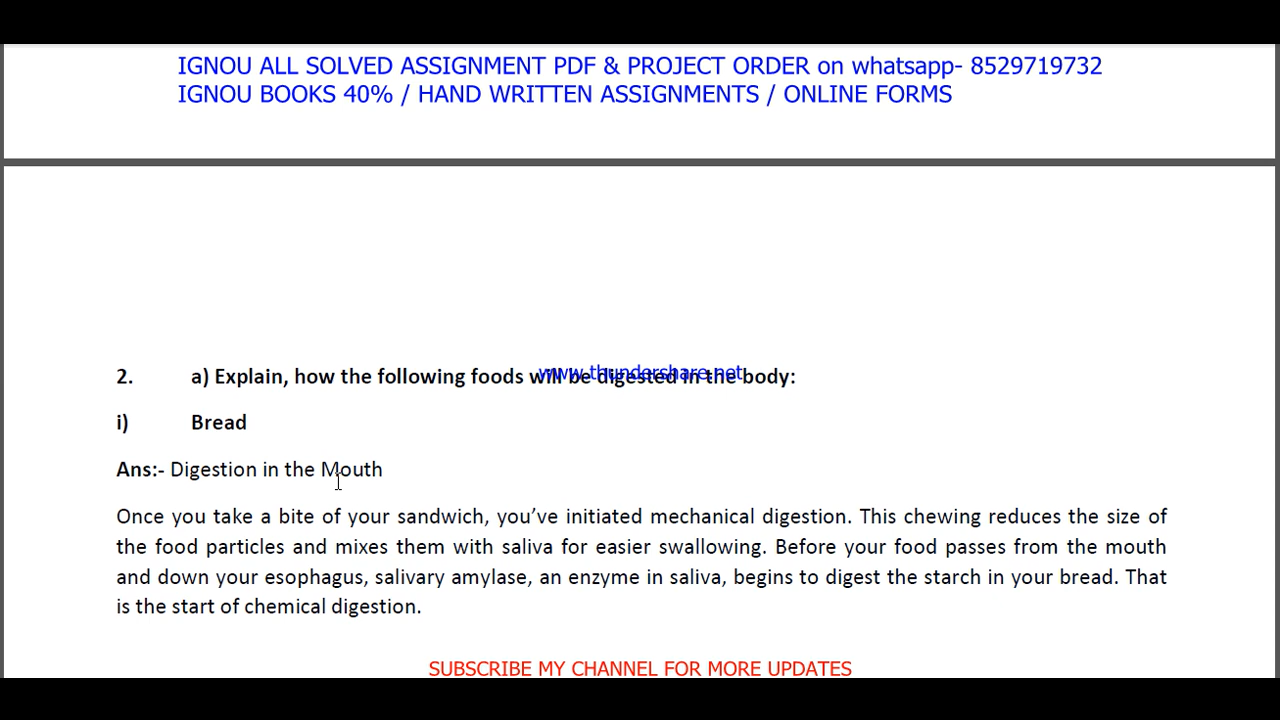 IGNOU ALL SOLVED ASSIGNMENT PDF & PROJECT ORDER on whatsapp- 8529719732
IGNOU BOOKS 40% / HAND WRITTEN ASSIGNMENTS / ONLINE FORMS
2. a) Explain, how the following foods will be digested in the body:
www.thundershare.net
i) Bread
Ans:- Digestion in the Mouth
Once you take a bite of your sandwich, you’ve initiated mechanical digestion. This chewing reduces the size of
the food particles and mixes them with saliva for easier swallowing. Before your food passes from the mouth
and down your esophagus, salivary amylase, an enzyme in saliva, begins to digest the starch in your bread. That
is the start of chemical digestion.
SUBSCRIBE MY CHANNEL FOR MORE UPDATES